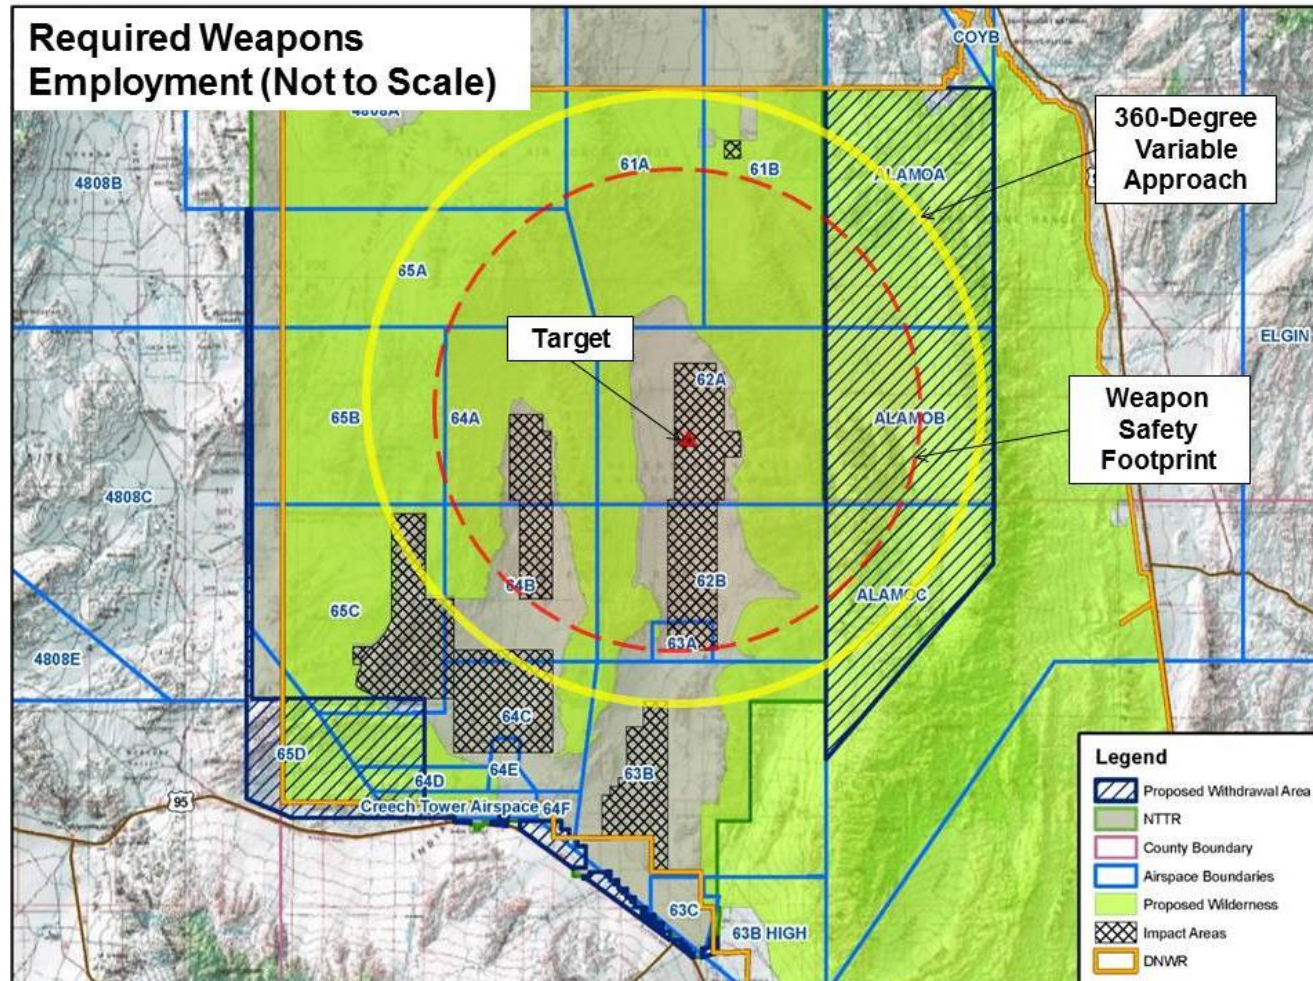 Required Weapons
Employment (Not to Scale)
COYB
4808A
360-Degree
Variable
Approach
61A
61B
ALAMOA
4808B
65A
Target
ELGIN
62A
65B
64A
ALAMOB
Weapon
Safety
Footprint
4808C
64B
62B
65C
ALAMOC
63A
4808E
64C
65D
64E
63B
64D
Creech Tower Airspace
64F
95
63C
63B HIGH
Legend
Proposed Withdrawal Area
NTTR
County Boundary
Airspace Boundaries
Proposed Wilderness
Impact Areas
DNWR